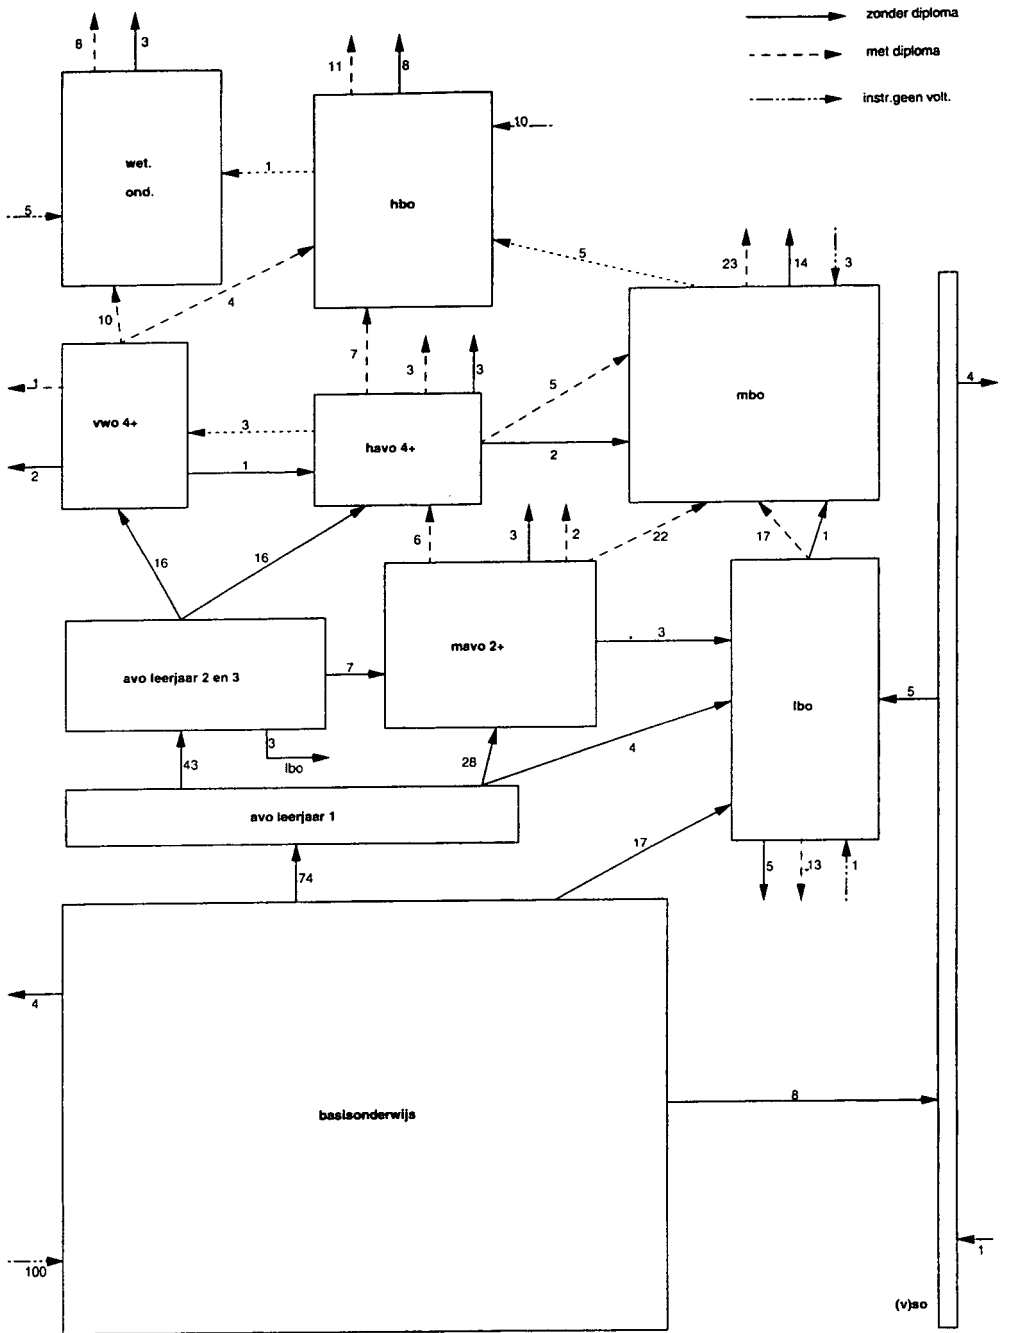 zonder diploma
8
3
met diploma
11
8
instr.geen volt.
10
wet.
ond.
1
hbo
5
5
23
14
3
10
4
7
3
3
1
5
4
mbo
vwo 4+
3
havo 4+
2
1
2
6
3
2
22
17
1
16
16
3
mavo 2+
7
avo leerjaar 2 en 3
5
lbo
3
4
43
lbo
28
avo leerjaar 1
17
74
5
13
1
4
8
basisonderwijs
1
100
(v)so